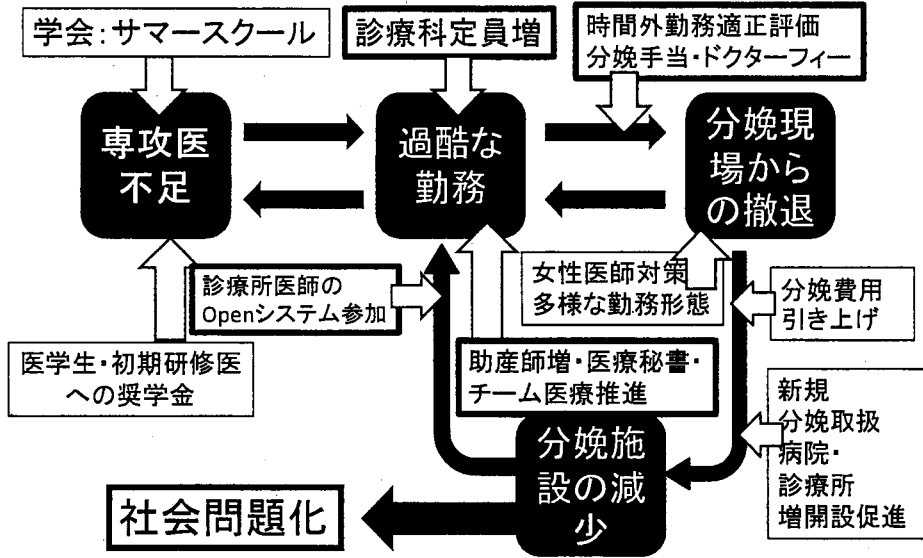 学会：サマースクール
診療科定員増
時間外勤務適正評価
分娩手当・ドクターフィー
専攻医
不足
過酷な
勤務
分娩現
場から
の撤退
診療所医師の
Openシステム参加
女性医師対策
多様な勤務形態
分娩費用
引き上げ
医学生・初期研修医
への奨学金
助産師増・医療秘書・
チーム医療推進
新規
分娩取扱
病院・
診療所
増開設促進
分娩施
設の減
少
社会問題化